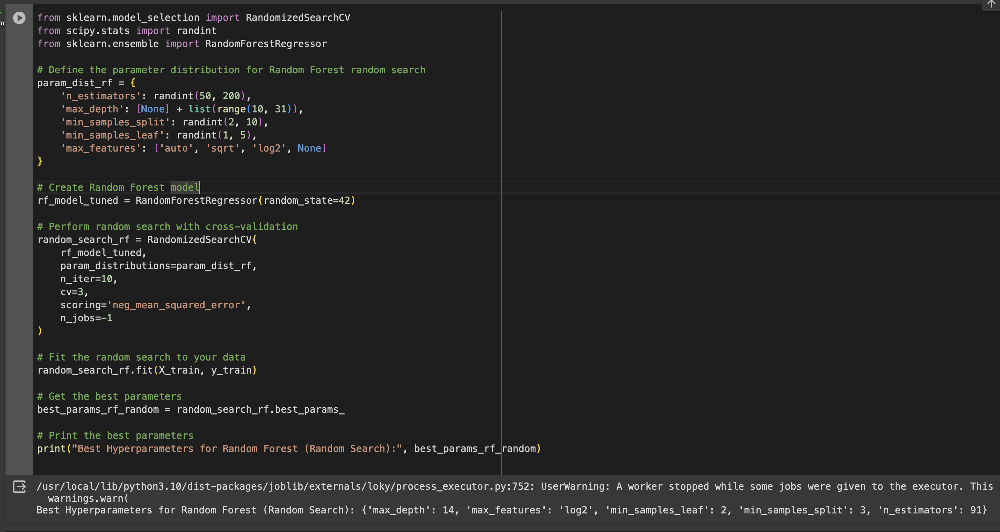 from sklearn.model_selection import RandomizedSearchCV
from scipy.stats import randint
from sklearn.ensemble import RandomForestRegressor

# Define the parameter distribution for Random Forest random search
param_dist_rf = {
    'n_estimators': randint(50, 200),
    'max_depth': [None] + list(range(10, 31)),
    'min_samples_split': randint(2, 10),
    'min_samples_leaf': randint(1, 5),
    'max_features': ['auto', 'sqrt', 'log2', None]
}

# Create Random Forest model
rf_model_tuned = RandomForestRegressor(random_state=42)

# Perform random search with cross-validation
random_search_rf = RandomizedSearchCV(
    rf_model_tuned,
    param_distributions=param_dist_rf,
    n_iter=10,
    cv=3,
    scoring='neg_mean_squared_error',
    n_jobs=-1
)

# Fit the random search to your data
random_search_rf.fit(X_train, y_train)

# Get the best parameters
best_params_rf_random = random_search_rf.best_params_

# Print the best parameters
print("Best Hyperparameters for Random Forest (Random Search):", best_params_rf_random)

/usr/local/lib/python3.10/dist-packages/joblib/externals/loky/process_executor.py:752: UserWarning: A worker stopped while some jobs were given to the executor. This
  warnings.warn(
Best Hyperparameters for Random Forest (Random Search): {'max_depth': 14, 'max_features': 'log2', 'min_samples_leaf': 2, 'min_samples_split': 3, 'n_estimators': 91}